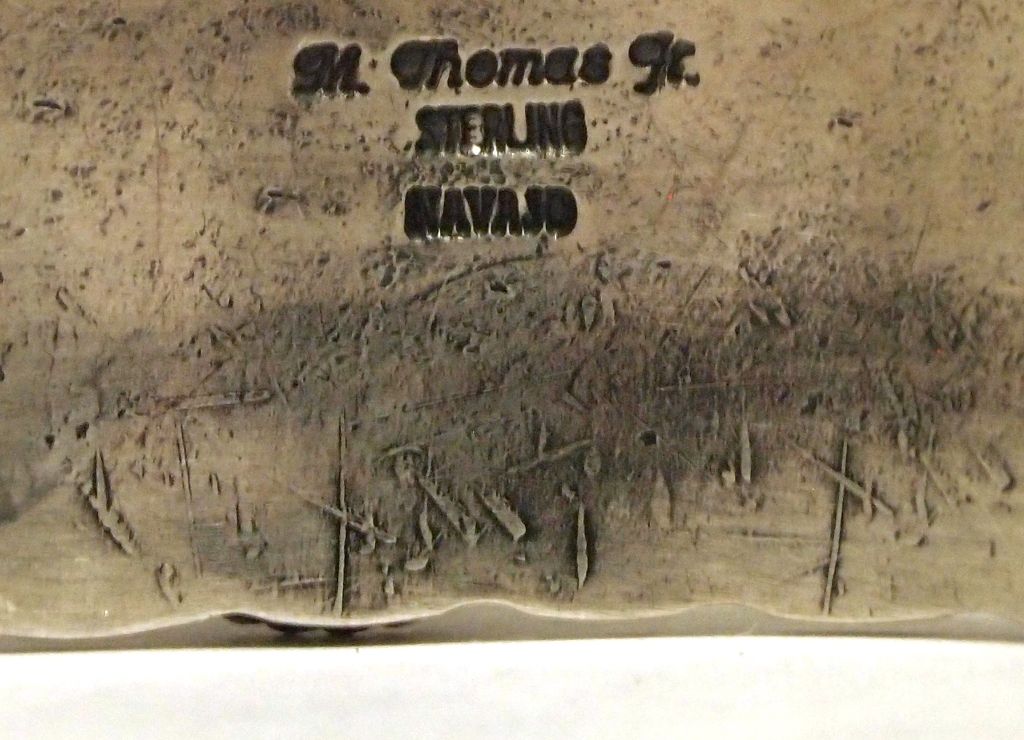 M. Thomas Jr.
STERLING
NAVAJO